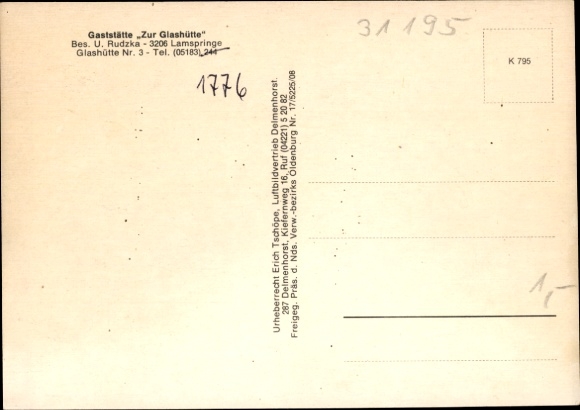 Gaststätte „Zur Glashütte“
Bes. U. Rudzka - 3206 Lamspringe
Glashütte Nr. 3 - Tel. (05183) 244
1776
31195
K 795
Urheberrecht Erich Tschöpe, Luftbildvertrieb Delmenhorst.
287 Delmenhorst, Kiefernweg 16, Ruf (04221) 5 20 82
Freigeg. Präs. d. Nds. Verw.-bezirks Oldenburg Nr. 17/5225/08
1,-